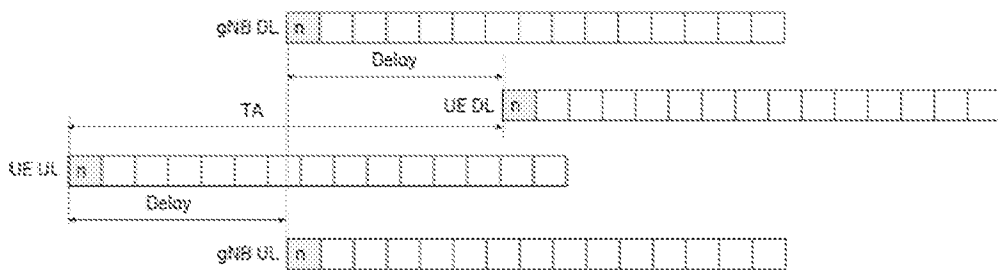 gNB DL n
Delay
UE DL n
TA
UE UL n
Delay
gNB UL n